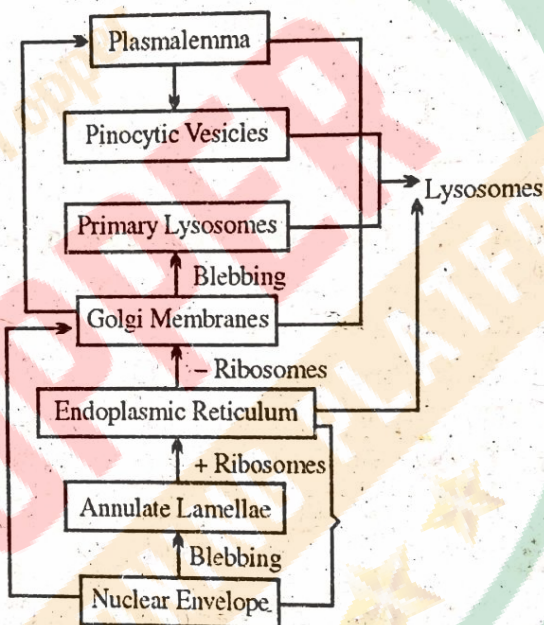 Plasmalemma
Pinocytic Vesicles
Lysosomes
Primary Lysosomes
Blebbing
Golgi Membranes
– Ribosomes
Endoplasmic Reticulum
+ Ribosomes
Annulate Lamellae
Blebbing
Nuclear Envelope